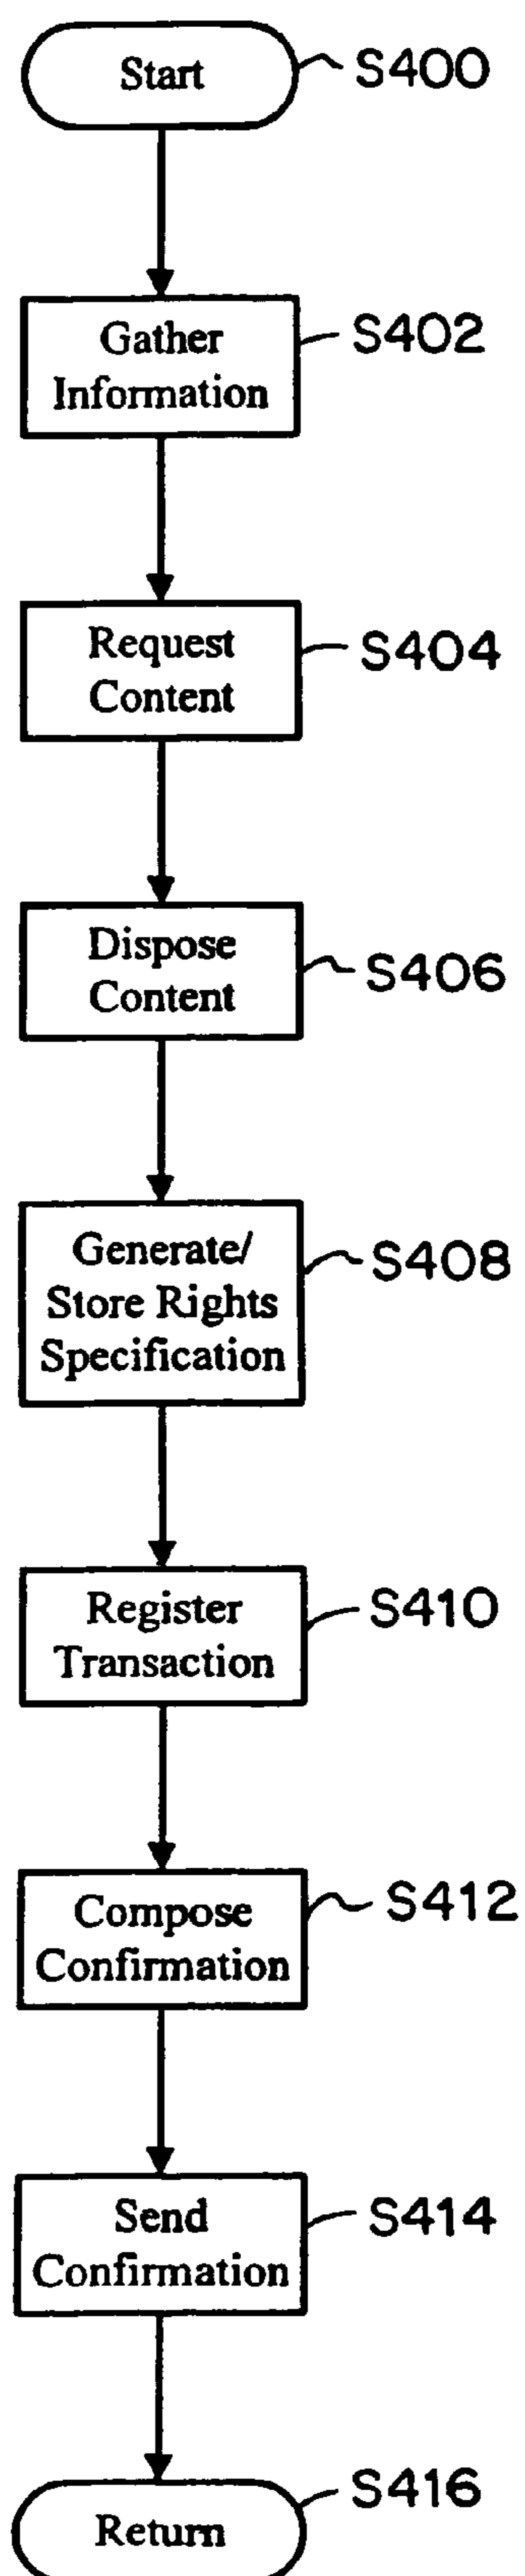 Start
S400
Gather
Information
S402
Request
Content
S404
Dispose
Content
S406
Generate/
Store Rights
Specification
S408
Register
Transaction
S410
Compose
Confirmation
S412
Send
Confirmation
S414
Return
S416